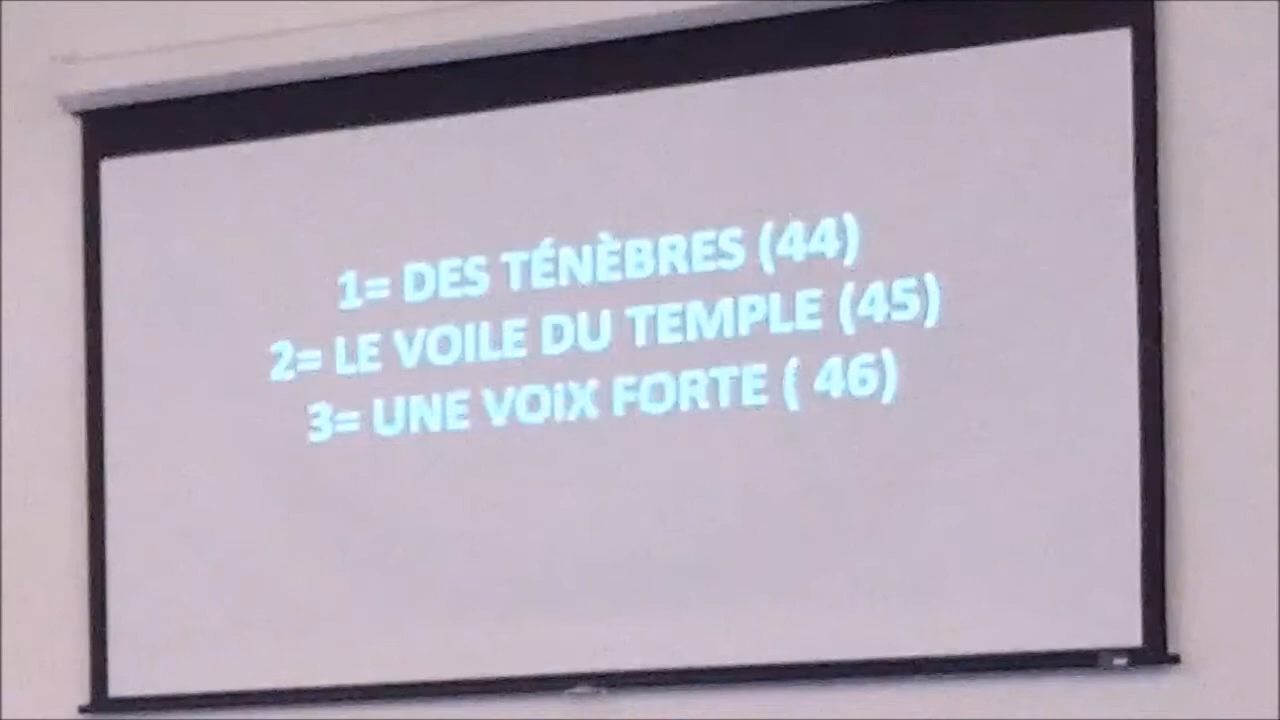 1= DES TÉNÈBRES (44)
2= LE VOILE DU TEMPLE (45)
3= UNE VOiX FORTE ( 46)